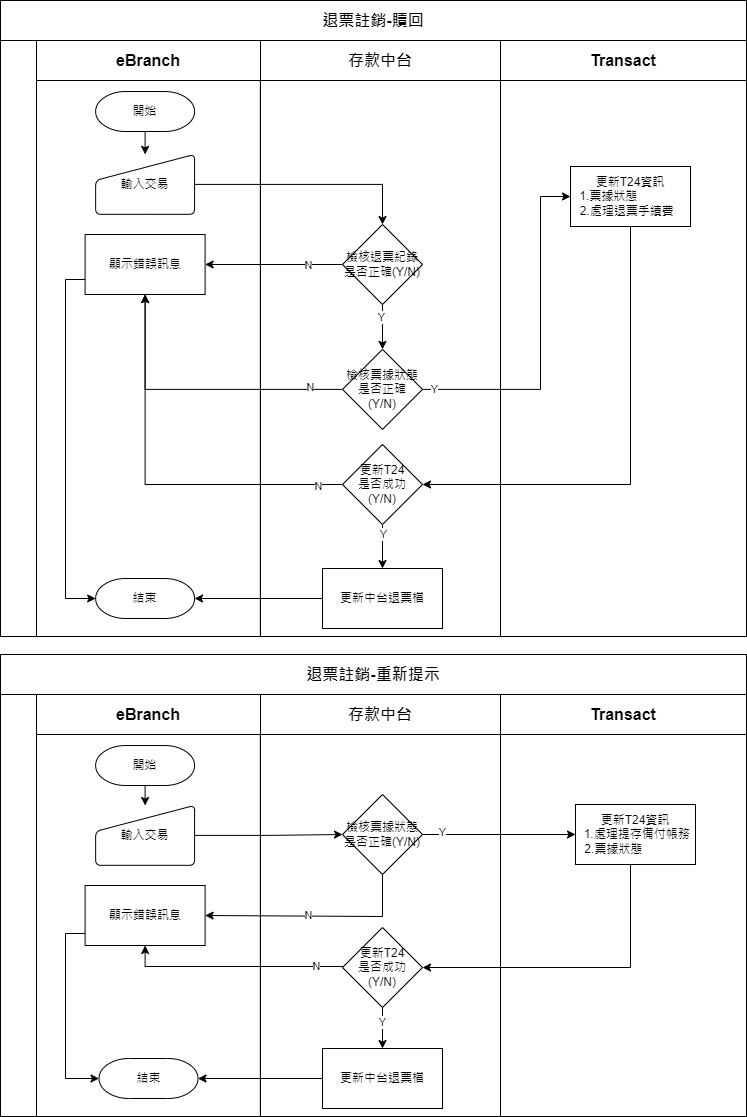 退票註銷-贖回
eBranch
存款中台
Transact
開始
輸入交易
更新T24資訊
1.票據狀態
2.處理退票手續費
檢核退票紀錄
是否正確(Y/N)
顯示錯誤訊息
N
Y
檢核票據狀態
是否正確
(Y/N)
N
Y
更新T24
是否成功
(Y/N)
N
Y
結束
更新中台退票檔
退票註銷-重新提示
eBranch
存款中台
Transact
開始
輸入交易
檢核票據狀態
是否正確(Y/N)
Y
更新T24資訊
1.處理提存備付帳務
2.票據狀態
顯示錯誤訊息
N
更新T24
是否成功
(Y/N)
N
Y
結束
更新中台退票檔